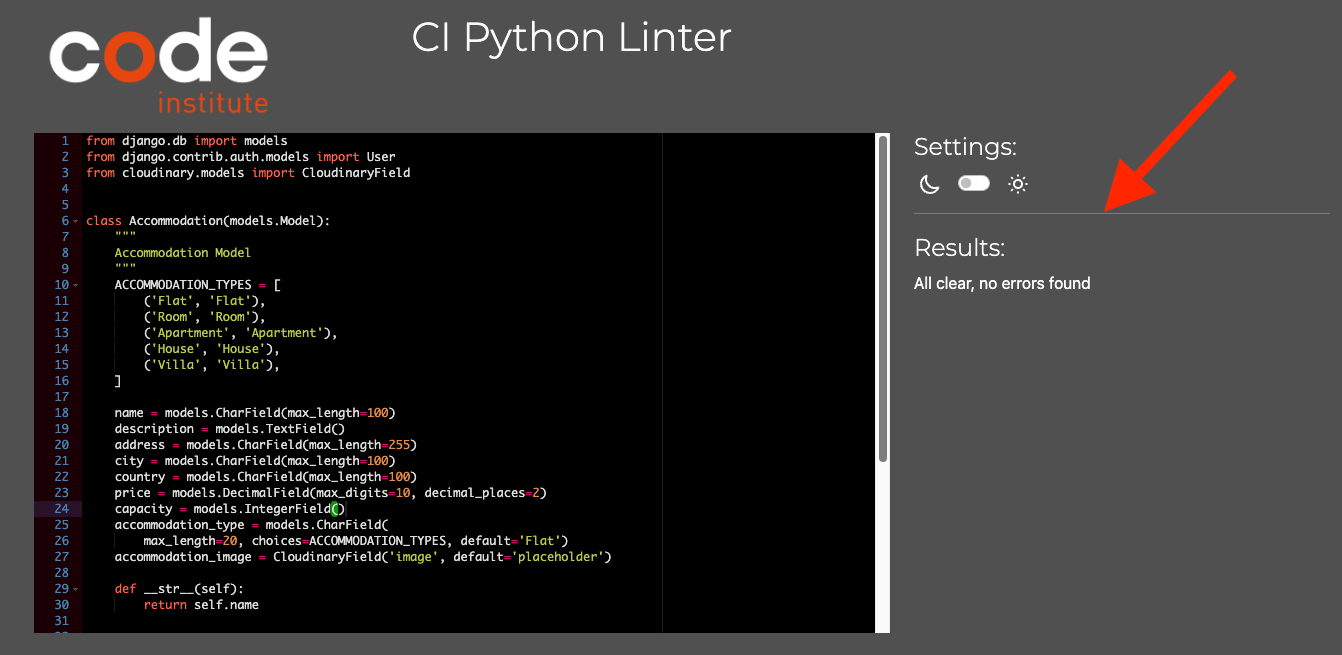 code
institute
CI Python Linter
1 from django.db import models
2 from django.contrib.auth.models import User
3 from cloudinary.models import CloudinaryField
4
5
6 class Accommodation(models.Model):
7     """
8     Accommodation Model
9     """
10     ACCOMMODATION_TYPES = [
11         ('Flat', 'Flat'),
12         ('Room', 'Room'),
13         ('Apartment', 'Apartment'),
14         ('House', 'House'),
15         ('Villa', 'Villa'),
16     ]
17
18     name = models.CharField(max_length=100)
19     description = models.TextField()
20     address = models.CharField(max_length=255)
21     city = models.CharField(max_length=100)
22     country = models.CharField(max_length=100)
23     price = models.DecimalField(max_digits=10, decimal_places=2)
24     capacity = models.IntegerField()
25     accommodation_type = models.CharField(
26         max_length=20, choices=ACCOMMODATION_TYPES, default='Flat')
27     accommodation_image = CloudinaryField('image', default='placeholder')
28
29     def __str__(self):
30         return self.name
31
Settings:
Results:
All clear, no errors found